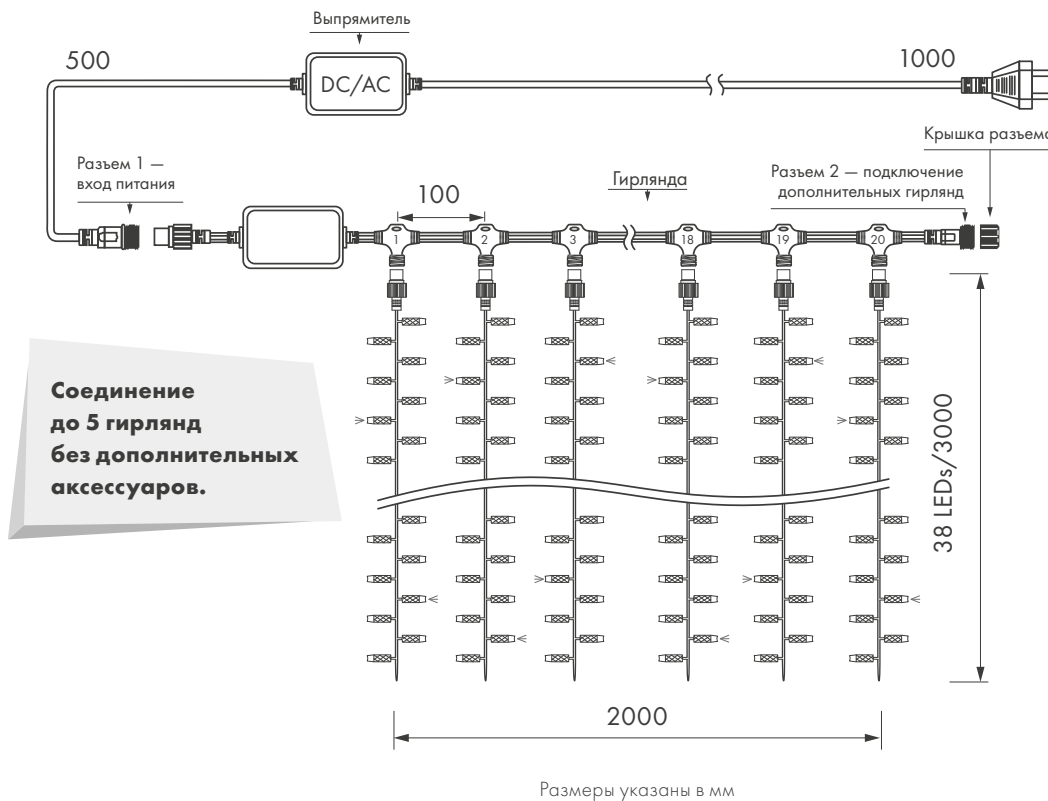 Выпрямитель
500
DC/AC
1000
Крышка разъема
Разъем 1 —
вход питания
100
Гирлянда
Разъем 2 — подключение
дополнительных гирлянд
1
2
3
18
19
20
Соединение
до 5 гирлянд
без дополнительных
аксессуаров.
38 LEDs/3000
2000
Размеры указаны в мм